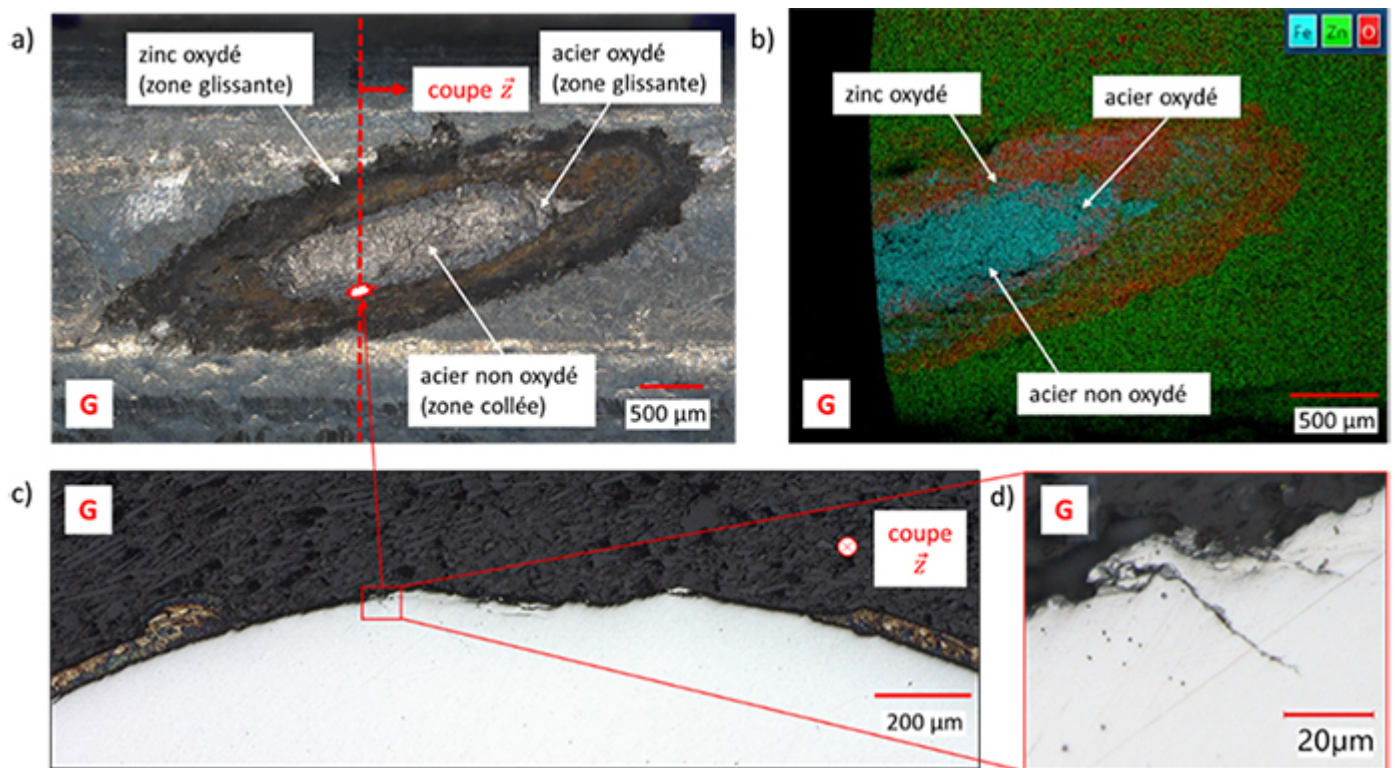 a)
zinc oxydé
(zone glissante)
coupe z⃗
acier oxydé
(zone glissante)
acier non oxydé
(zone collée)
G
500 µm
b)
Fe Zn O
zinc oxydé
acier oxydé
acier non oxydé
G
500 µm
c)
G
coupe
z⃗
200 µm
d)
G
20µm